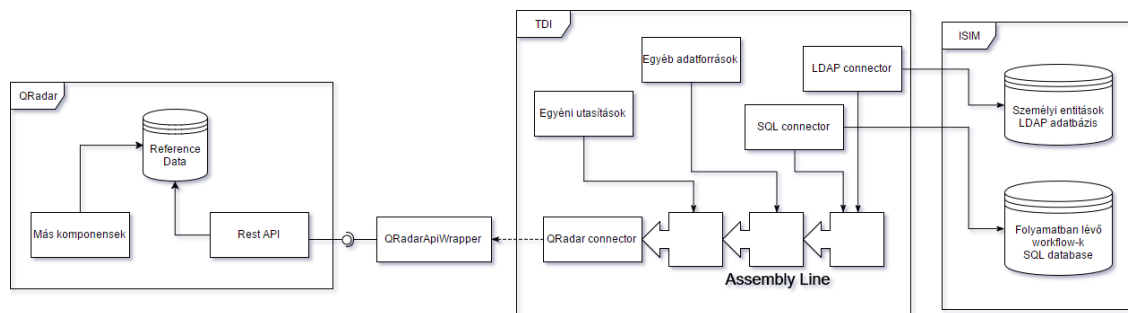 QRadar
Reference
Data
Más komponensek
Rest API
QRadarApiWrapper
TDI
Egyéb adatforrások
LDAP connector
Egyéni utasítások
SQL connector
QRadar connector
Assembly Line
ISIM
Személyi entitások
LDAP adatbázis
Folyamatban lévő
workflow-k
SQL database